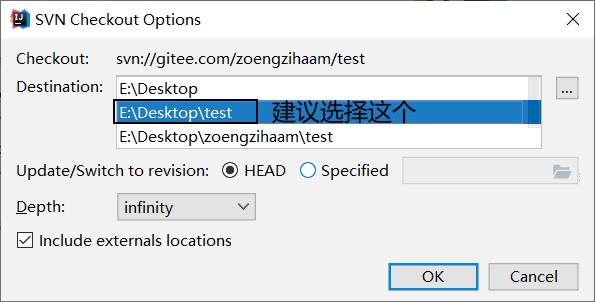 SVN Checkout Options
Checkout: svn://gitee.com/zoengzihaam/test
Destination: E:\Desktop
E:\Desktop\test 建议选择这个
E:\Desktop\zoengzihaam\test
...
Update/Switch to revision: HEAD Specified
Depth: infinity
Include externals locations
OK Cancel